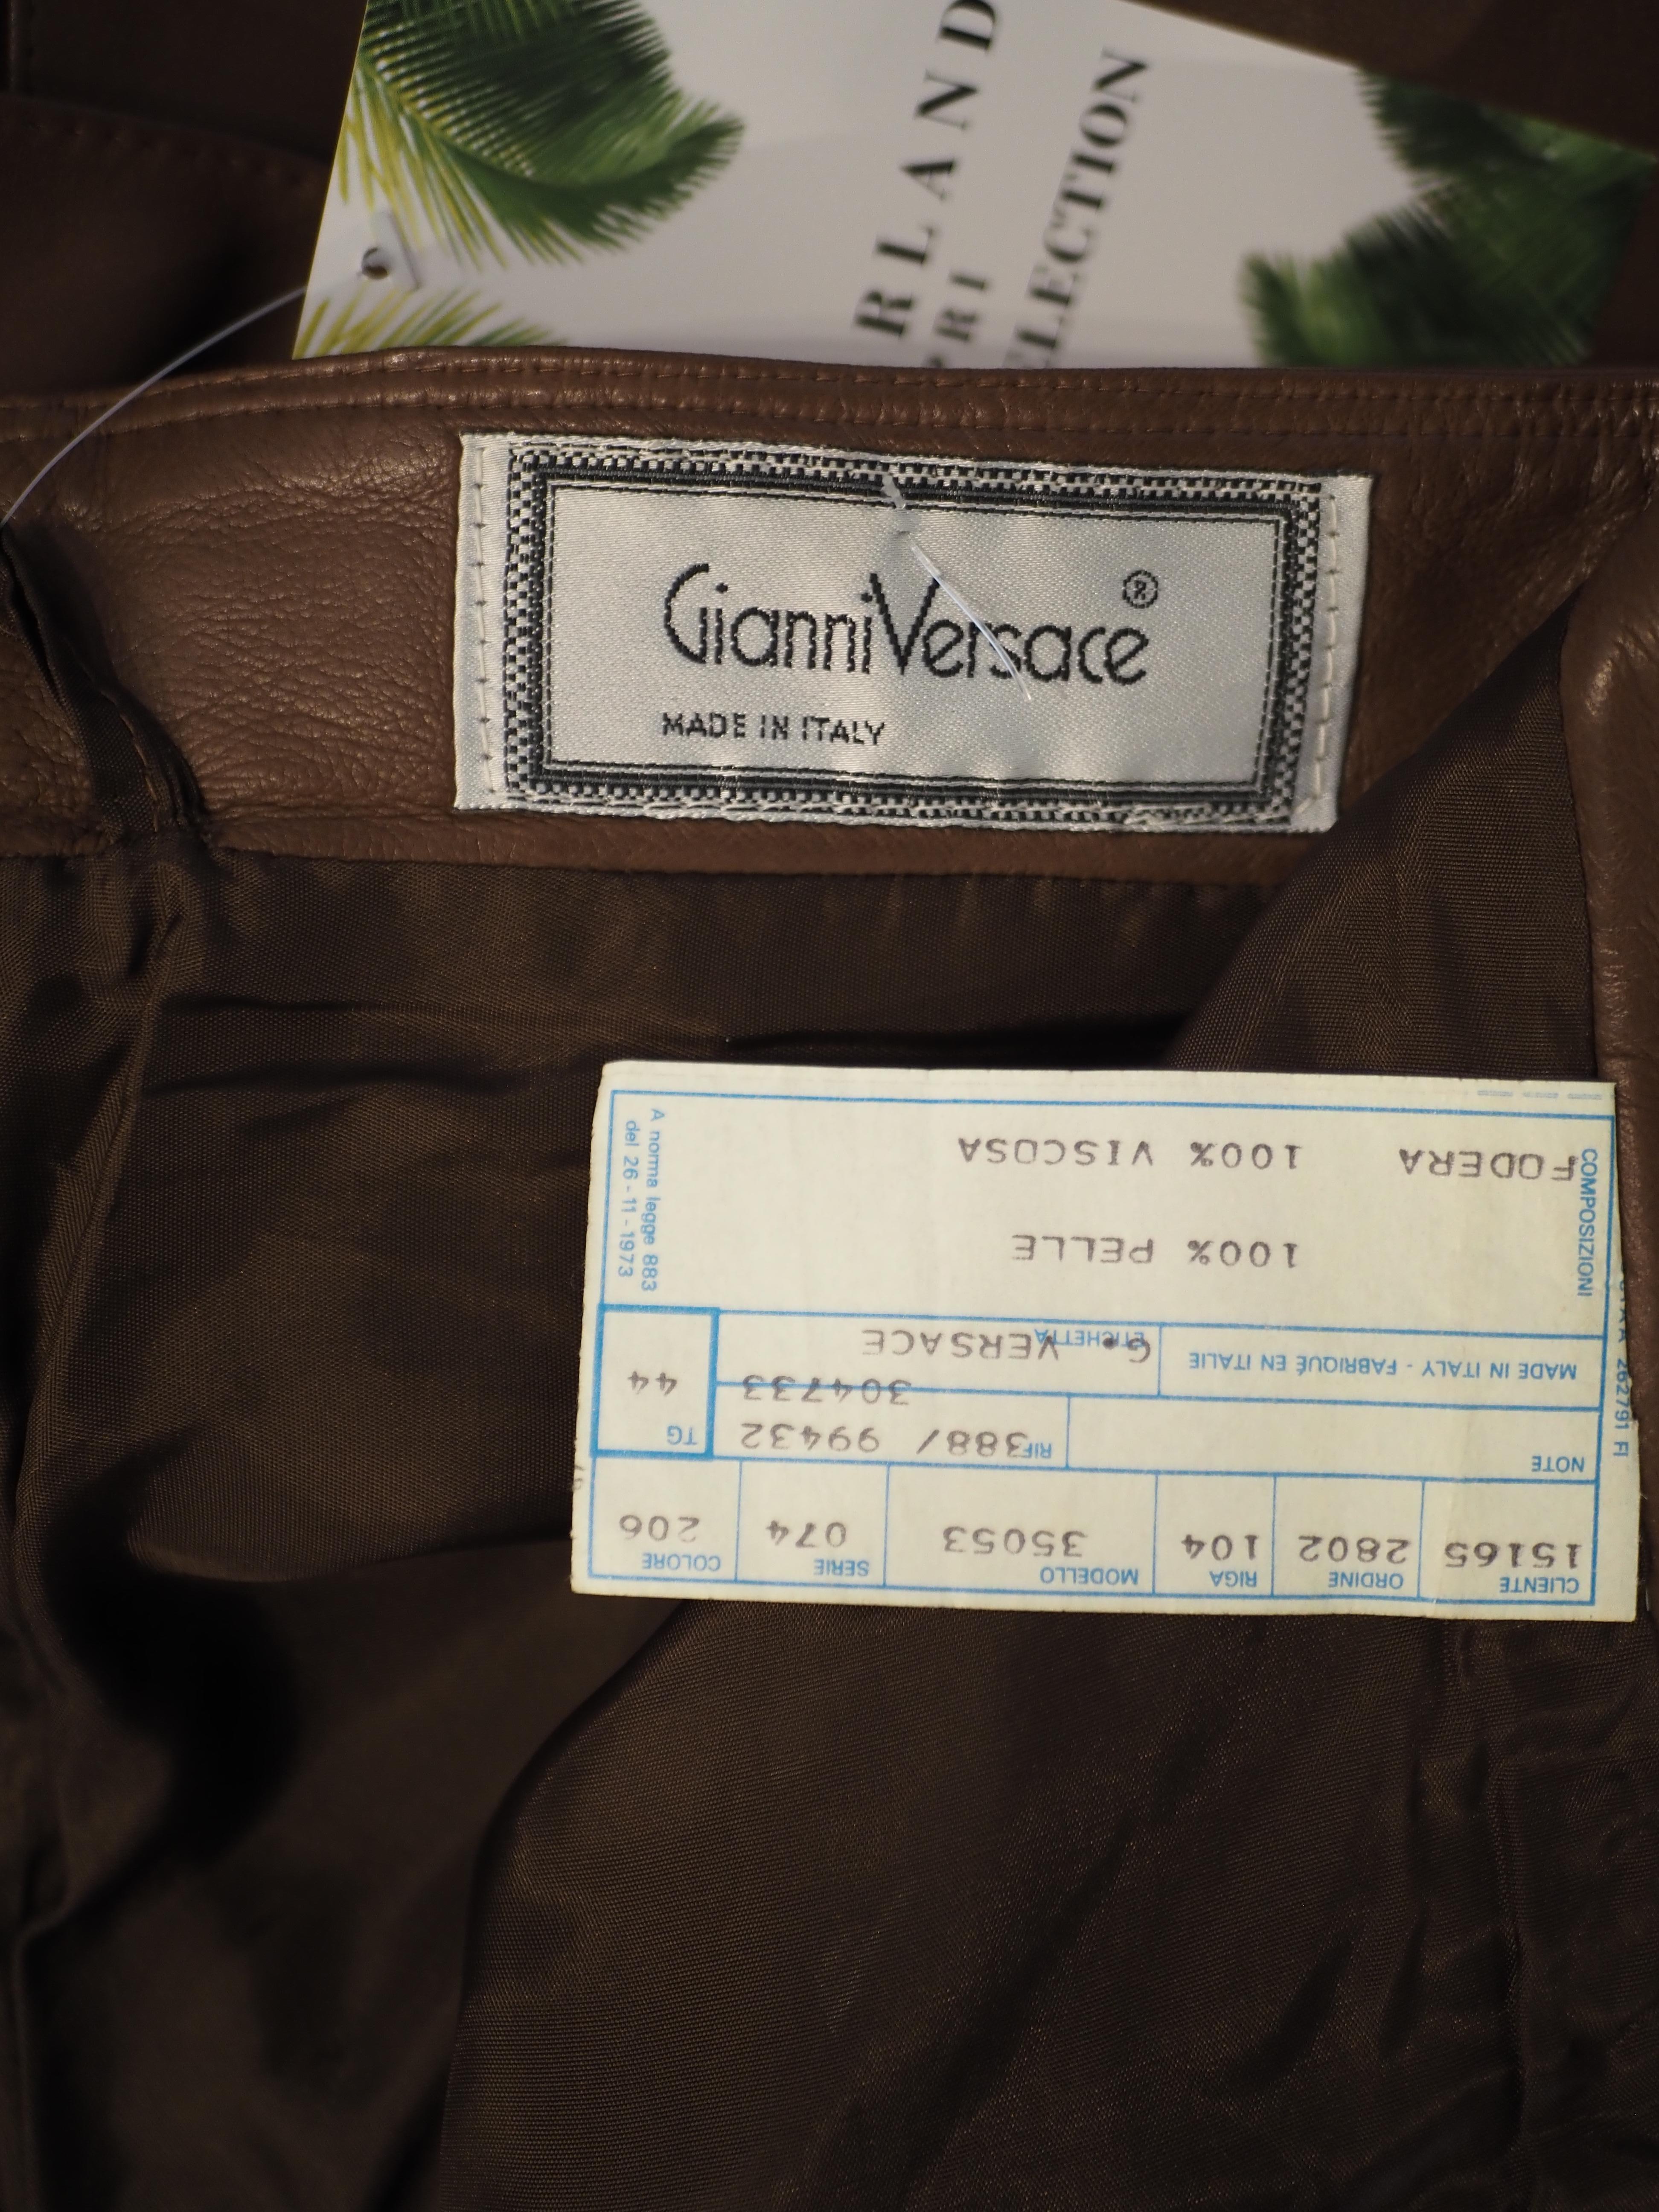 RLAND
RI
LECTION
GianniVersace ®
MADE IN ITALY
CLIENTE ORDINE RIGA MODELLO SERIE COLORE
15165 2802 104 35053 074 206
NOTE RIF 388/ 99432 TG
304733 44
MADE IN ITALY - FABRIQUÉ EN ITALIE ETICHETTA G. VERSACE
COMPOSIZIONI
100% PELLE
FODERA 100% VISCOSA
A norma legge 883
del 26 - 11 - 1973
262791 FI